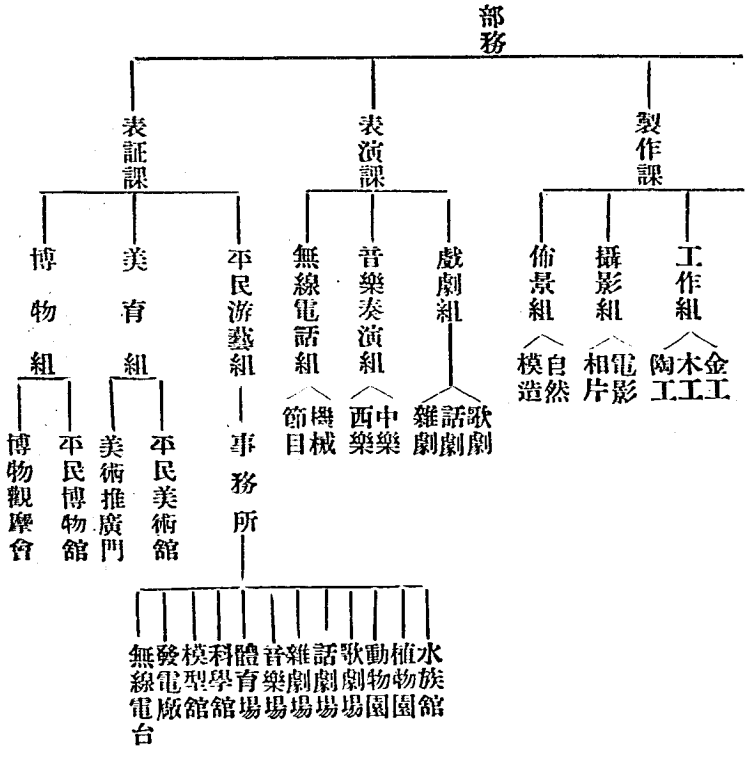 部務
製作課
表演課
表証課
工作組
攝影組
佈景組
戲劇組
音樂奏演組
無線電話組
平民游藝組
美育組
博物組
金工
木工
陶工
電影
相片
自然
模造
歌劇
話劇
雜劇
中樂
西樂
機械
節目
事務所
平民美術館
美術推廣門
平民博物館
博物觀摩會
水族館
植物園
動物園
歌劇場
話劇場
雜劇場
音樂場
體育場
科學館
模型館
發電廠
無線電台